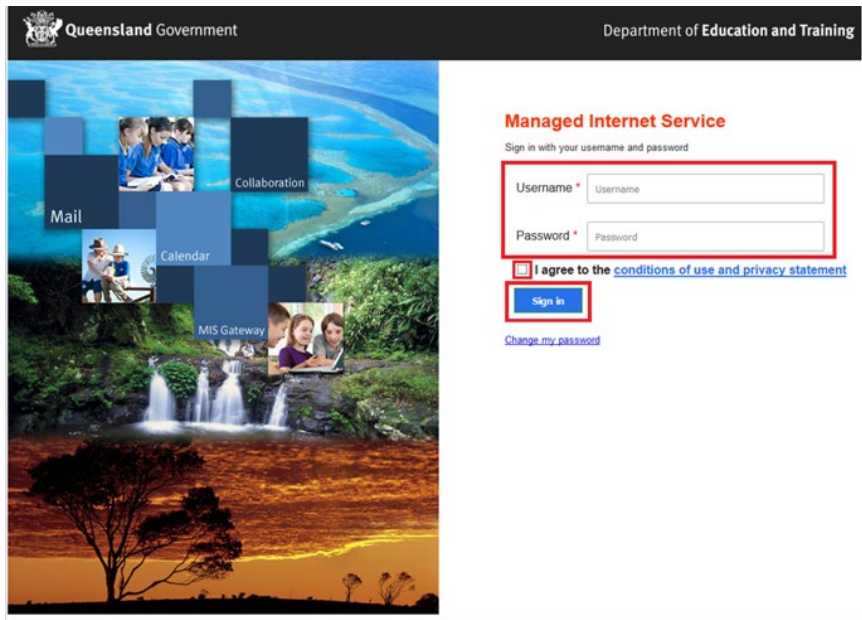 Queensland Government
Department of Education and Training
Mail
Collaboration
Calendar
MIS Gateway
Managed Internet Service
Sign in with your username and password
Username * Username
Password * Password
I agree to the conditions of use and privacy statement
Sign in
Change my password